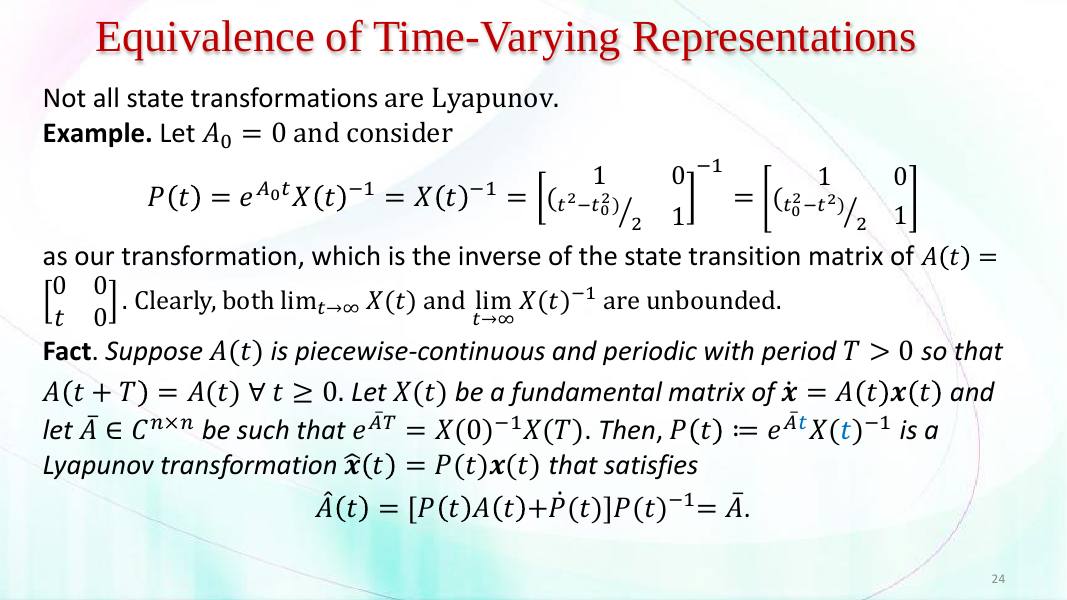 Equivalence of Time-Varying Representations
Not all state transformations are Lyapunov.
Example. Let A₀ = 0 and consider
P(t) = e^{A₀t}X(t)⁻¹ = X(t)⁻¹ = [1 0; (t²−t₀²)/2 1]⁻¹ = [1 0; (t₀²−t²)/2 1]
as our transformation, which is the inverse of the state transition matrix of A(t) =
[0 0; t 0]. Clearly, both lim_{t→∞} X(t) and lim_{t→∞} X(t)⁻¹ are unbounded.
Fact. Suppose A(t) is piecewise-continuous and periodic with period T > 0 so that
A(t + T) = A(t) ∀ t ≥ 0. Let X(t) be a fundamental matrix of ẋ = A(t)x(t) and
let Ā ∈ C^{n×n} be such that e^{ĀT} = X(0)⁻¹X(T). Then, P(t) ≔ e^{Āt}X(t)⁻¹ is a
Lyapunov transformation x̂(t) = P(t)x(t) that satisfies
Â(t) = [P(t)A(t)+Ṗ(t)]P(t)⁻¹= Ā.
24